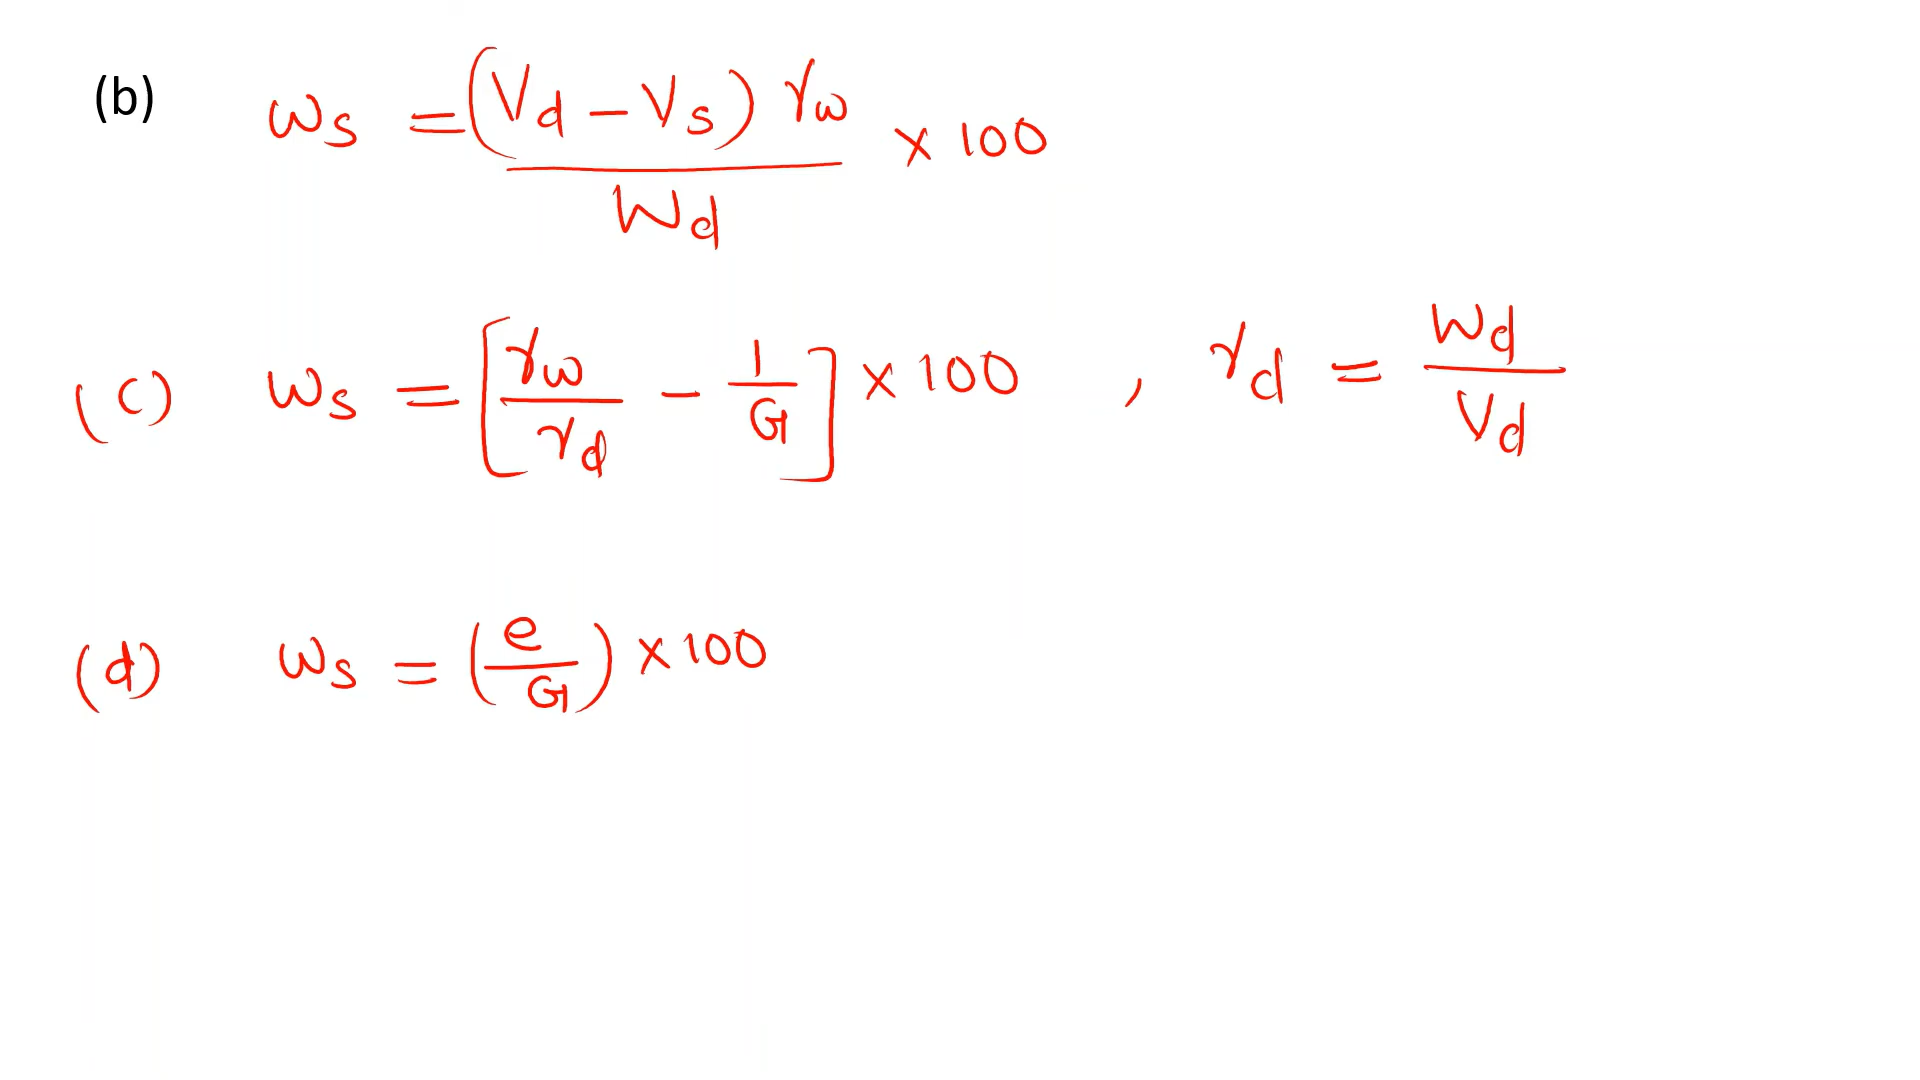 (b) ws = (Vd - Vs) γw / Wd × 100
(c) ws = [γw / γd - 1 / G] × 100 , γd = Wd / Vd
(d) ws = (e / G) × 100